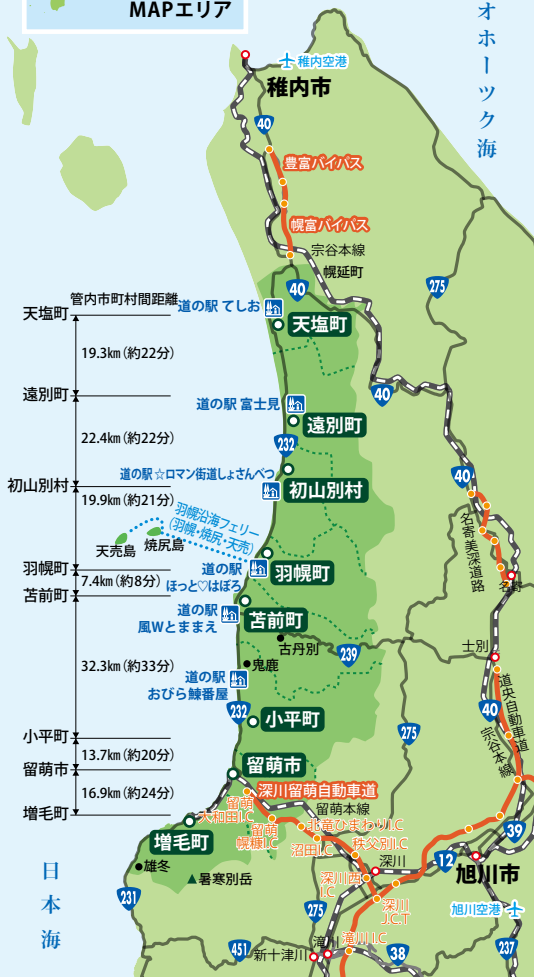 MAPエリア
オホーツク海
稚内空港
稚内市
40
豊富バイパス
幌富バイパス
宗谷本線
幌延町
275
40
管内市町村間距離
道の駅 てしお
天塩町
天塩町
19.3km(約22分)
40
遠別町
道の駅 富士見
遠別町
22.4km(約22分)
232
道の駅☆ロマン街道しょさんべつ
40
初山別村
初山別村
19.9km(約21分)
羽幌沿海フェリー
(羽幌・焼尻・天売)
名寄美深道路
天売島
焼尻島
羽幌町
道の駅
ほっと♡はぼろ
羽幌町
名寄
7.4km(約8分)
苫前町
道の駅
風Wとままえ
苫前町
古丹別
239
士別
32.3km(約33分)
鬼鹿
道の駅
おびら鰊番屋
道央自動車道
40
232
小平町
275
宗谷本線
小平町
13.7km(約20分)
留萌市
留萌市
16.9km(約24分)
深川留萌自動車道
増毛町
留萌
大和田I.C
留萌本線
留萌
幌糠I.C
北竜ひまわりI.C
沼田I.C
秩父別I.C
39
増毛町
深川
12
旭川市
雄冬
暑寒別岳
深川西
I.C
231
275
深川
J.C.T
旭川空港
日本海
451
新十津川
滝川
滝川I.C
38
237